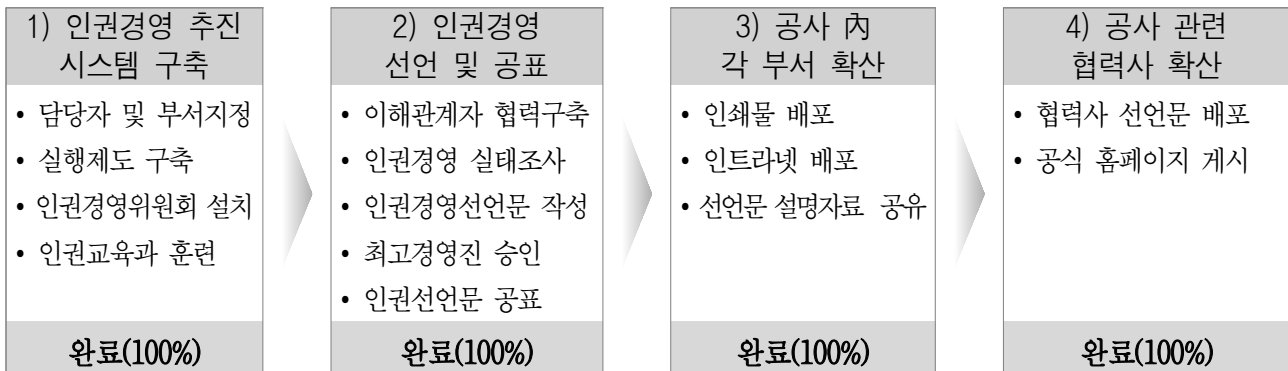 1) 인권경영 추진
시스템 구축
• 담당자 및 부서지정
• 실행제도 구축
• 인권경영위원회 설치
• 인권교육과 훈련
완료(100%)
2) 인권경영
선언 및 공표
• 이해관계자 협력구축
• 인권경영 실태조사
• 인권경영선언문 작성
• 최고경영진 승인
• 인권선언문 공표
완료(100%)
3) 공사 內
각 부서 확산
• 인쇄물 배포
• 인트라넷 배포
• 선언문 설명자료 공유
완료(100%)
4) 공사 관련
협력사 확산
• 협력사 선언문 배포
• 공식 홈페이지 게시
완료(100%)